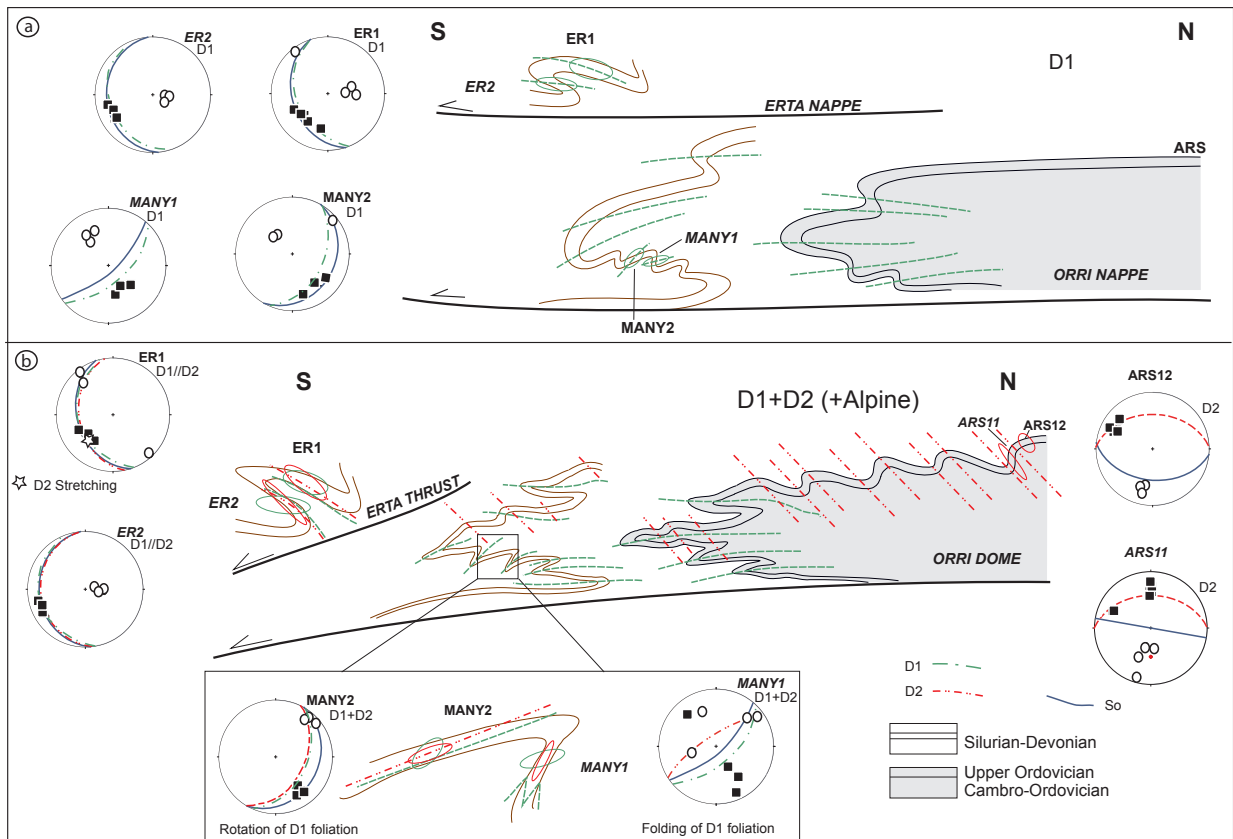 a
ER2
D1
ER1
D1
S
N
ER1
D1
ER2
ERTA NAPPE
ARS
MANY1
D1
MANY2
D1
MANY1
ORRI NAPPE
MANY2
b
ER1
D1//D2
S
N
D1+D2 (+Alpine)
ARS11
ARS12
ARS12
D2
ER1
ER2
ERTA THRUST
D2 Stretching
ER2
D1//D2
ORRI DOME
ARS11
D2
MANY2
D1+D2
MANY2
MANY1
MANY1
D1+D2
Rotation of D1 foliation
Folding of D1 foliation
D1
D2
So
Silurian-Devonian
Upper Ordovician
Cambro-Ordovician